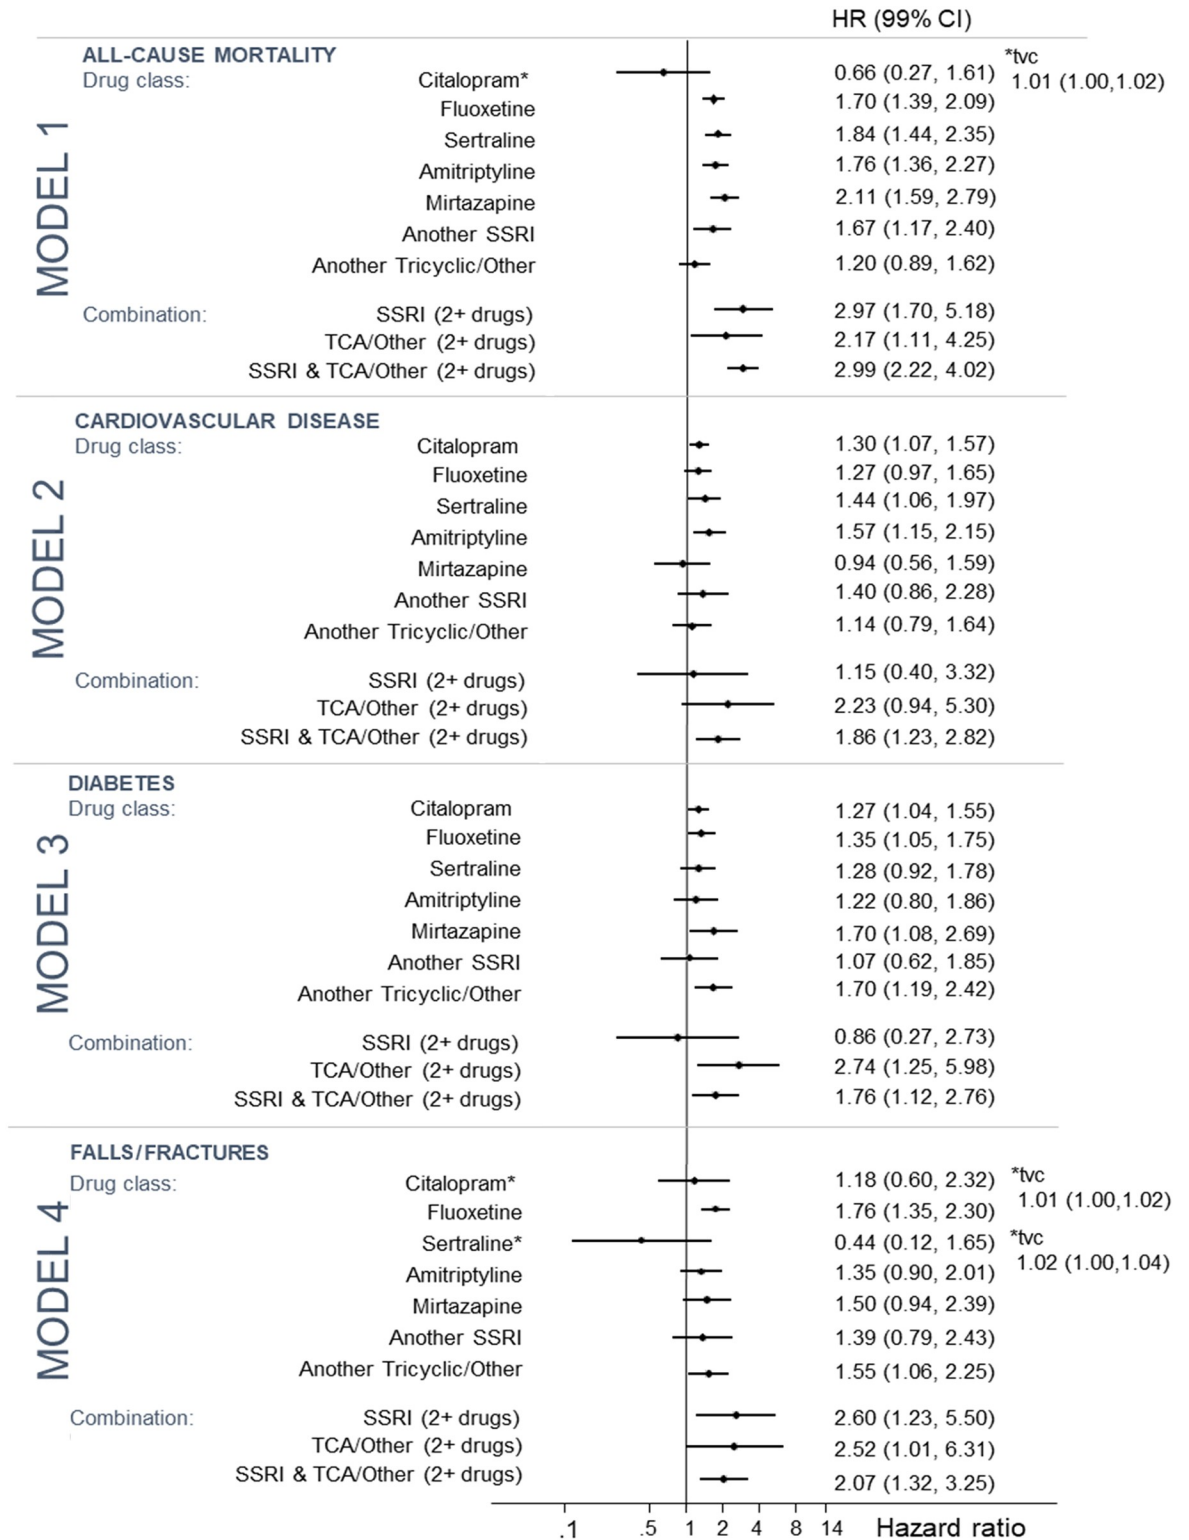 HR (99% CI)
MODEL 1
ALL-CAUSE MORTALITY
Drug class:
Citalopram* 0.66 (0.27, 1.61) *tvc 1.01 (1.00,1.02)
Fluoxetine 1.70 (1.39, 2.09)
Sertraline 1.84 (1.44, 2.35)
Amitriptyline 1.76 (1.36, 2.27)
Mirtazapine 2.11 (1.59, 2.79)
Another SSRI 1.67 (1.17, 2.40)
Another Tricyclic/Other 1.20 (0.89, 1.62)
Combination: SSRI (2+ drugs) 2.97 (1.70, 5.18)
TCA/Other (2+ drugs) 2.17 (1.11, 4.25)
SSRI & TCA/Other (2+ drugs) 2.99 (2.22, 4.02)
MODEL 2
CARDIOVASCULAR DISEASE
Drug class: Citalopram 1.30 (1.07, 1.57)
Fluoxetine 1.27 (0.97, 1.65)
Sertraline 1.44 (1.06, 1.97)
Amitriptyline 1.57 (1.15, 2.15)
Mirtazapine 0.94 (0.56, 1.59)
Another SSRI 1.40 (0.86, 2.28)
Another Tricyclic/Other 1.14 (0.79, 1.64)
Combination: SSRI (2+ drugs) 1.15 (0.40, 3.32)
TCA/Other (2+ drugs) 2.23 (0.94, 5.30)
SSRI & TCA/Other (2+ drugs) 1.86 (1.23, 2.82)
MODEL 3
DIABETES
Drug class: Citalopram 1.27 (1.04, 1.55)
Fluoxetine 1.35 (1.05, 1.75)
Sertraline 1.28 (0.92, 1.78)
Amitriptyline 1.22 (0.80, 1.86)
Mirtazapine 1.70 (1.08, 2.69)
Another SSRI 1.07 (0.62, 1.85)
Another Tricyclic/Other 1.70 (1.19, 2.42)
Combination: SSRI (2+ drugs) 0.86 (0.27, 2.73)
TCA/Other (2+ drugs) 2.74 (1.25, 5.98)
SSRI & TCA/Other (2+ drugs) 1.76 (1.12, 2.76)
MODEL 4
FALLS/FRACTURES
Drug class: Citalopram* 1.18 (0.60, 2.32) *tvc 1.01 (1.00,1.02)
Fluoxetine 1.76 (1.35, 2.30)
Sertraline* 0.44 (0.12, 1.65) *tvc 1.02 (1.00,1.04)
Amitriptyline 1.35 (0.90, 2.01)
Mirtazapine 1.50 (0.94, 2.39)
Another SSRI 1.39 (0.79, 2.43)
Another Tricyclic/Other 1.55 (1.06, 2.25)
Combination: SSRI (2+ drugs) 2.60 (1.23, 5.50)
TCA/Other (2+ drugs) 2.52 (1.01, 6.31)
SSRI & TCA/Other (2+ drugs) 2.07 (1.32, 3.25)
.1 .5 1 2 4 8 14 Hazard ratio